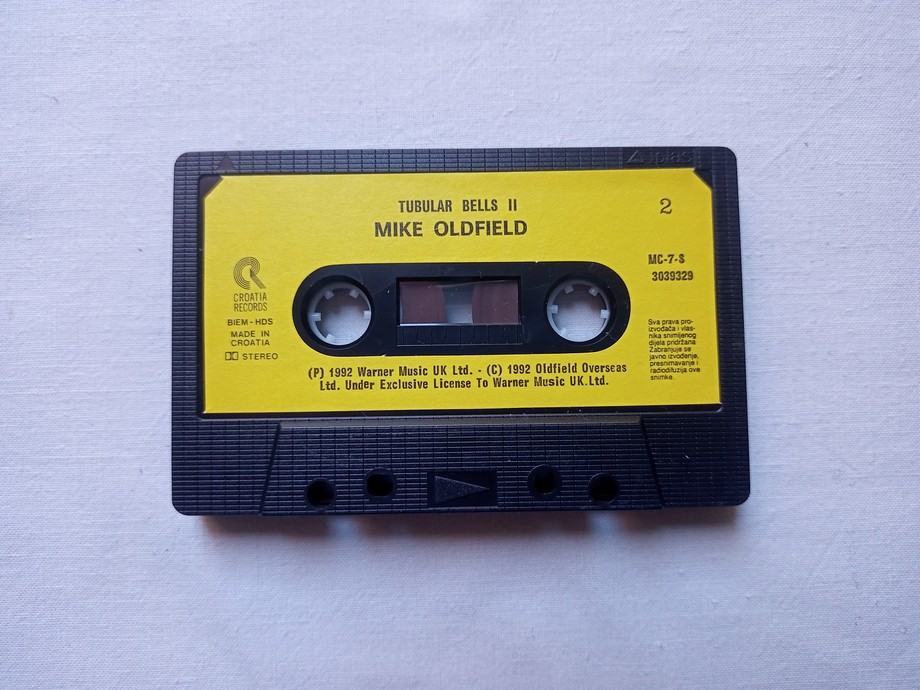 TUBULAR BELLS II
MIKE OLDFIELD
2
MC-7-S
3039329
CROATIA
RECORDS
BIEM-HDS
MADE IN
CROATIA
STEREO
Sva prava pro-
izvođača i vlas-
nika snimljenog
dijela pridržana
Zabranjuje se
javno izvođenje,
presnimavanje i
radiodifuzija ove
snimke.
(P) 1992 Warner Music UK Ltd. - (C) 1992 Oldfield Overseas
Ltd. Under Exclusive License To Warner Music UK.Ltd.